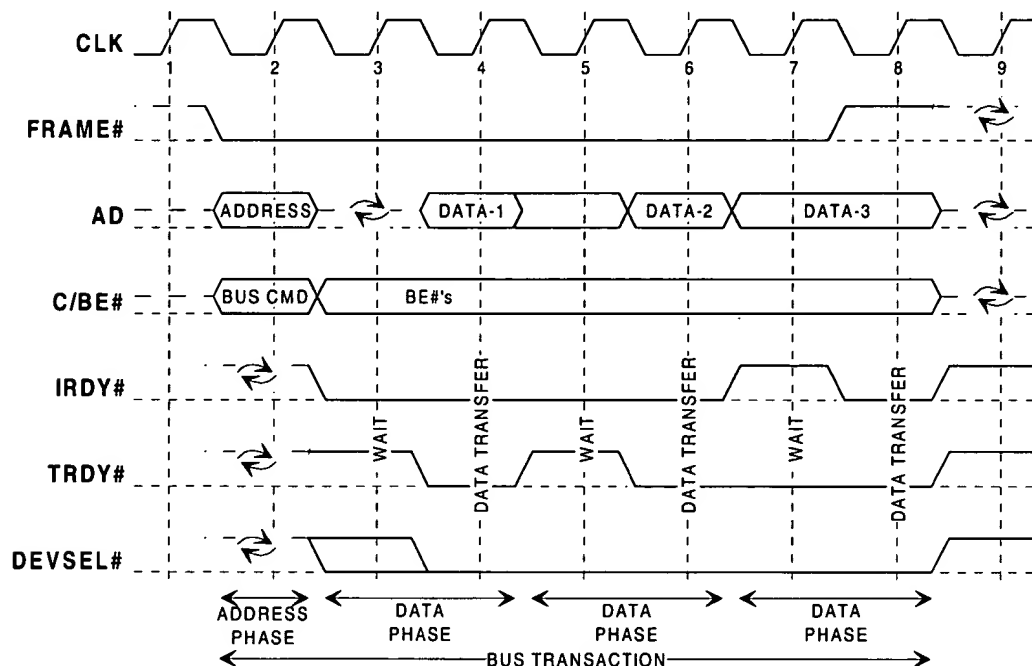 CLK
1 2 3 4 5 6 7 8 9
FRAME#
AD
ADDRESS
DATA-1
DATA-2
DATA-3
C/BE#
BUS CMD
BE#'s
IRDY#
WAIT
DATA TRANSFER
WAIT
DATA TRANSFER
WAIT
DATA TRANSFER
TRDY#
DEVSEL#
ADDRESS
PHASE
DATA
PHASE
DATA
PHASE
DATA
PHASE
BUS TRANSACTION